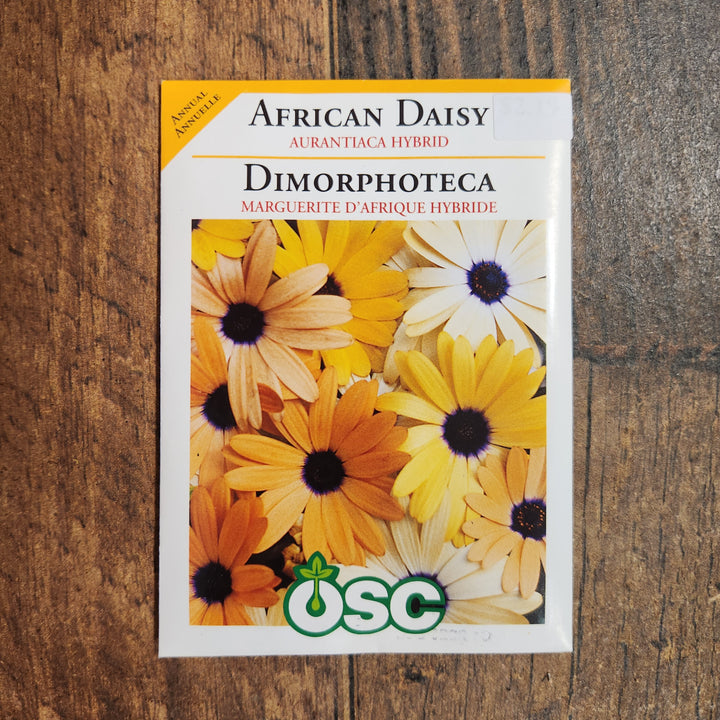 ANNUAL
ANNUELLE
AFRICAN DAISY
AURANTIACA HYBRID
DIMORPHOTECA
MARGUERITE D'AFRIQUE HYBRIDE
OSC